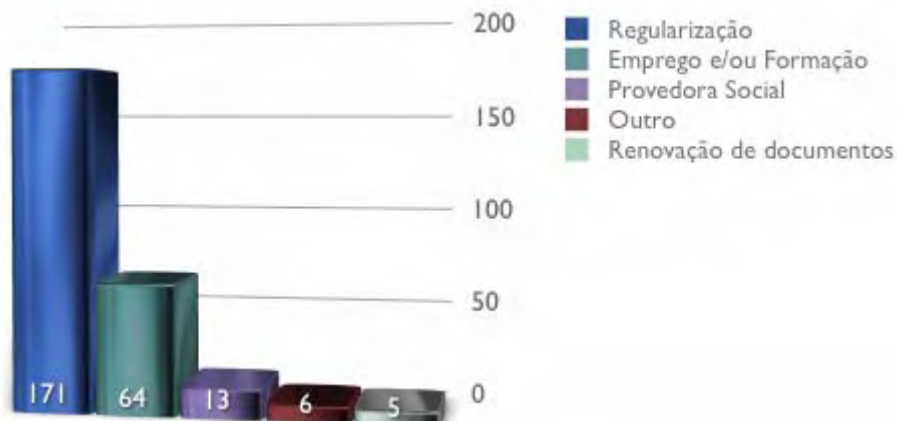 200
150
100
50
0
171
64
13
6
5
Regularização
Emprego e/ou Formação
Provedora Social
Outro
Renovação de documentos